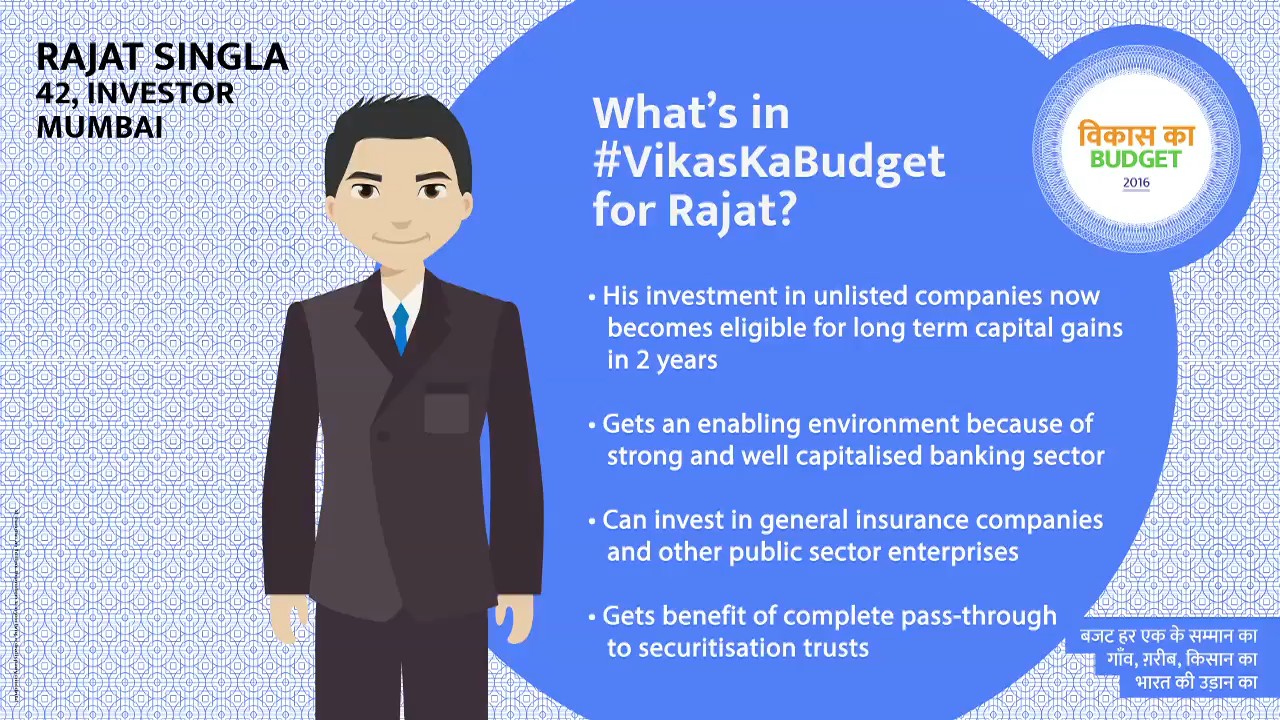 RAJAT SINGLA
42, INVESTOR
MUMBAI
What's in
#VikasKaBudget
for Rajat?
विकास का
BUDGET
2016
• His investment in unlisted companies now
becomes eligible for long term capital gains
in 2 years
• Gets an enabling environment because of
strong and well capitalised banking sector
• Can invest in general insurance companies
and other public sector enterprises
• Gets benefit of complete pass-through
to securitisation trusts
बजट हर एक के सम्मान का
गाँव, ग़रीब, किसान का
भारत की उड़ान का